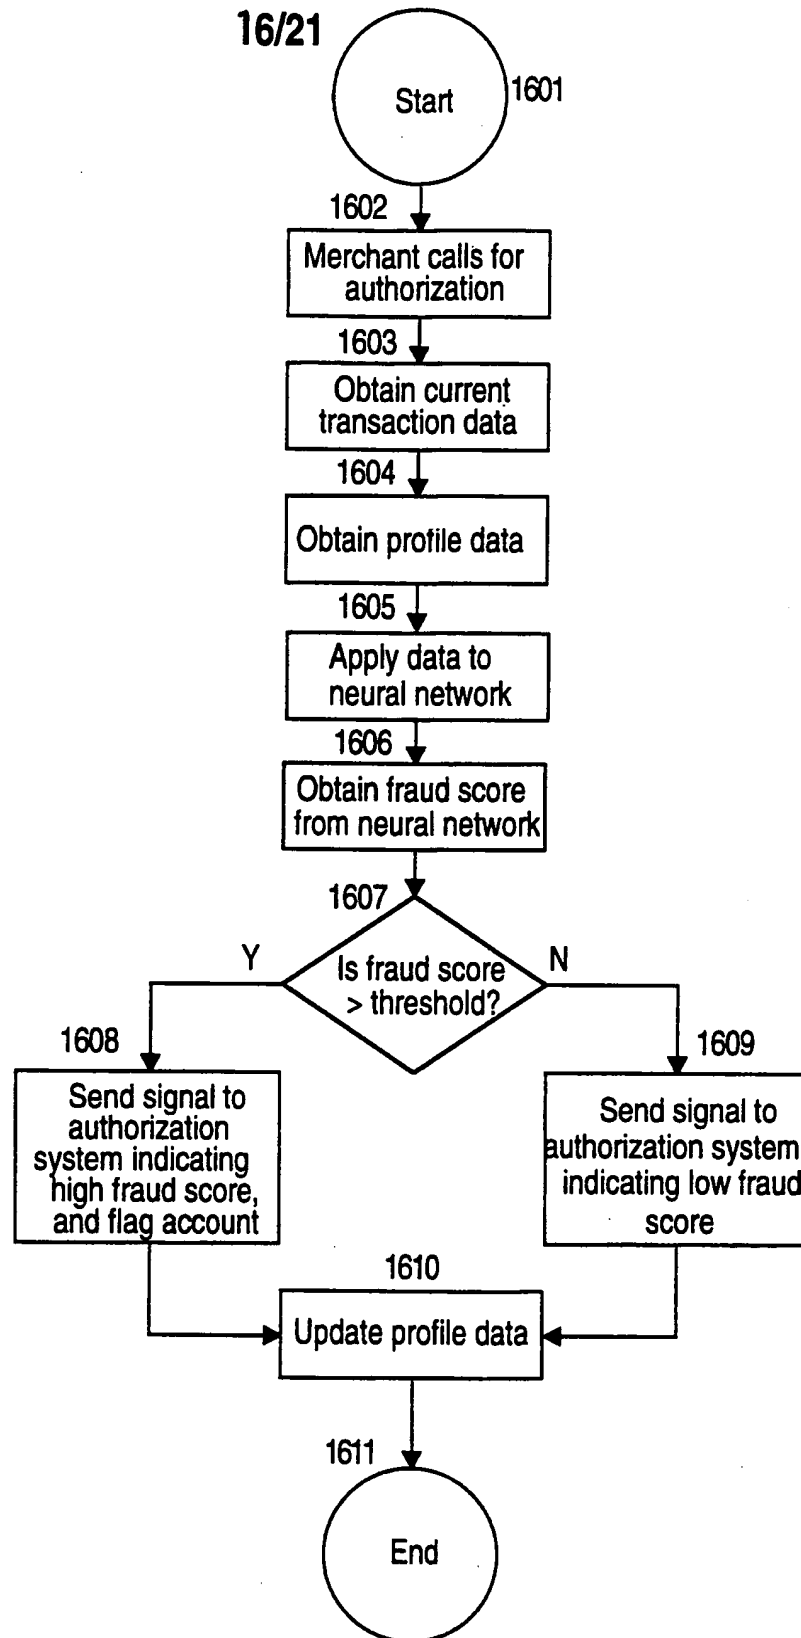 16/21
Start
1601
1602
Merchant calls for
authorization
1603
Obtain current
transaction data
1604
Obtain profile data
1605
Apply data to
neural network
1606
Obtain fraud score
from neural network
1607
Y
Is fraud score
> threshold?
N
1608
Send signal to
authorization
system indicating
high fraud score,
and flag account
1609
Send signal to
authorization system
indicating low fraud
score
1610
Update profile data
1611
End